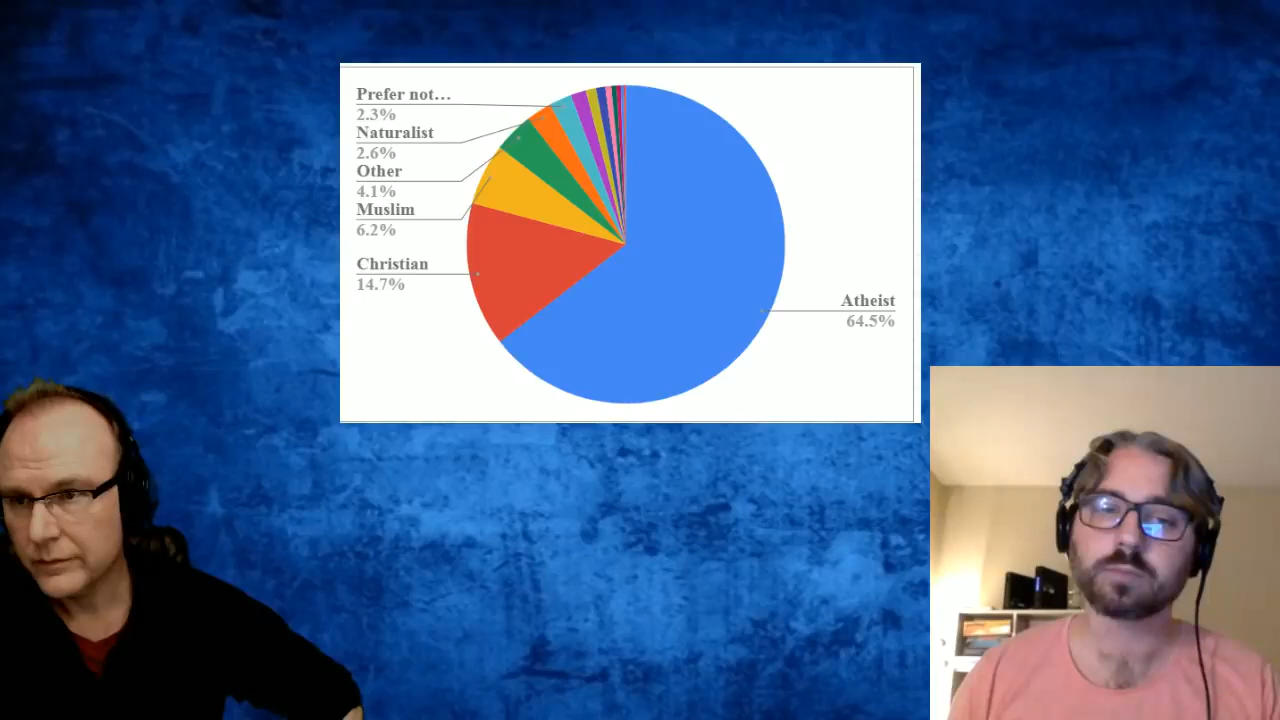 Prefer not…
2.3%
Naturalist
2.6%
Other
4.1%
Muslim
6.2%
Christian
14.7%
Atheist
64.5%